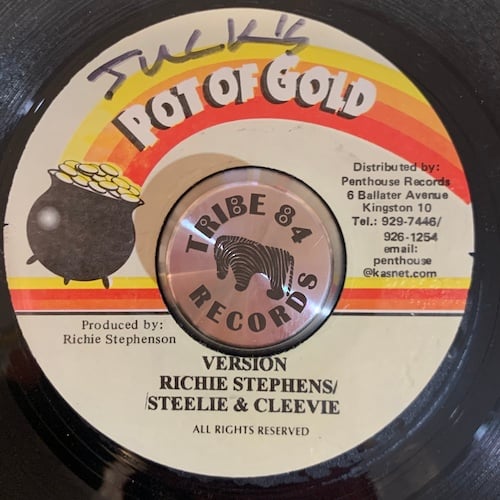 JUCK'S
POT OF GOLD
Distributed by:
Penthouse Records
6 Ballater Avenue
Kingston 10
Tel.: 929-7446/
926-1254
email:
penthouse
@kasnet.com
TRIBE 84
RECORDS
Produced by:
Richie Stephenson
VERSION
RICHIE STEPHENS/
STEELIE & CLEEVIE
ALL RIGHTS RESERVED